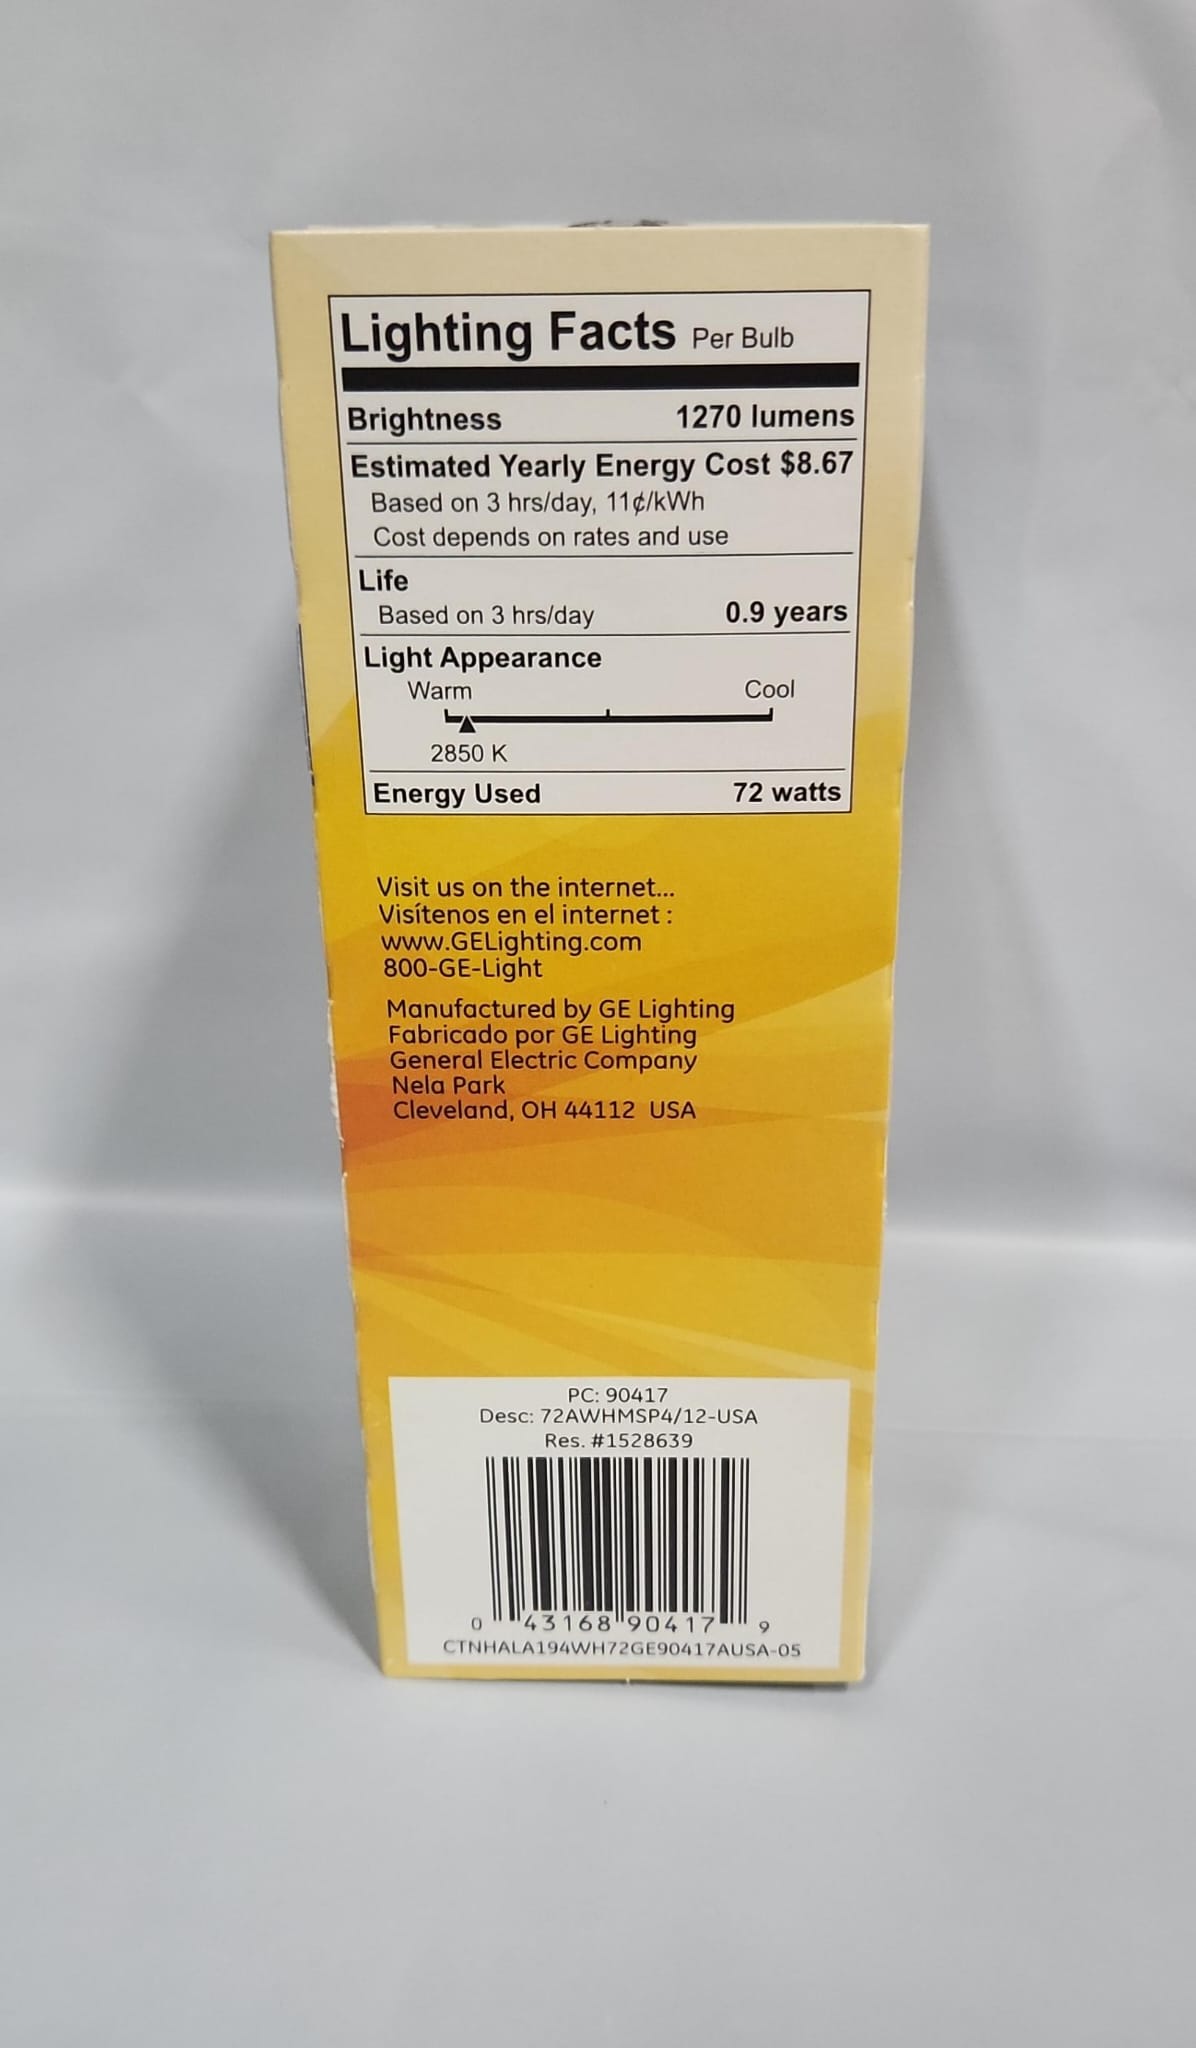 Lighting Facts Per Bulb
Brightness 1270 lumens
Estimated Yearly Energy Cost $8.67
Based on 3 hrs/day, 11¢/kWh
Cost depends on rates and use
Life
Based on 3 hrs/day 0.9 years
Light Appearance
Warm Cool
2850 K
Energy Used 72 watts
Visit us on the internet...
Visítenos en el internet :
www.GELighting.com
800-GE-Light
Manufactured by GE Lighting
Fabricado por GE Lighting
General Electric Company
Nela Park
Cleveland, OH 44112 USA
PC: 90417
Desc: 72AWHMSP4/12-USA
Res. #1528639
0 43168 90417 9
CTNHALA194WH72GE90417AUSA-05